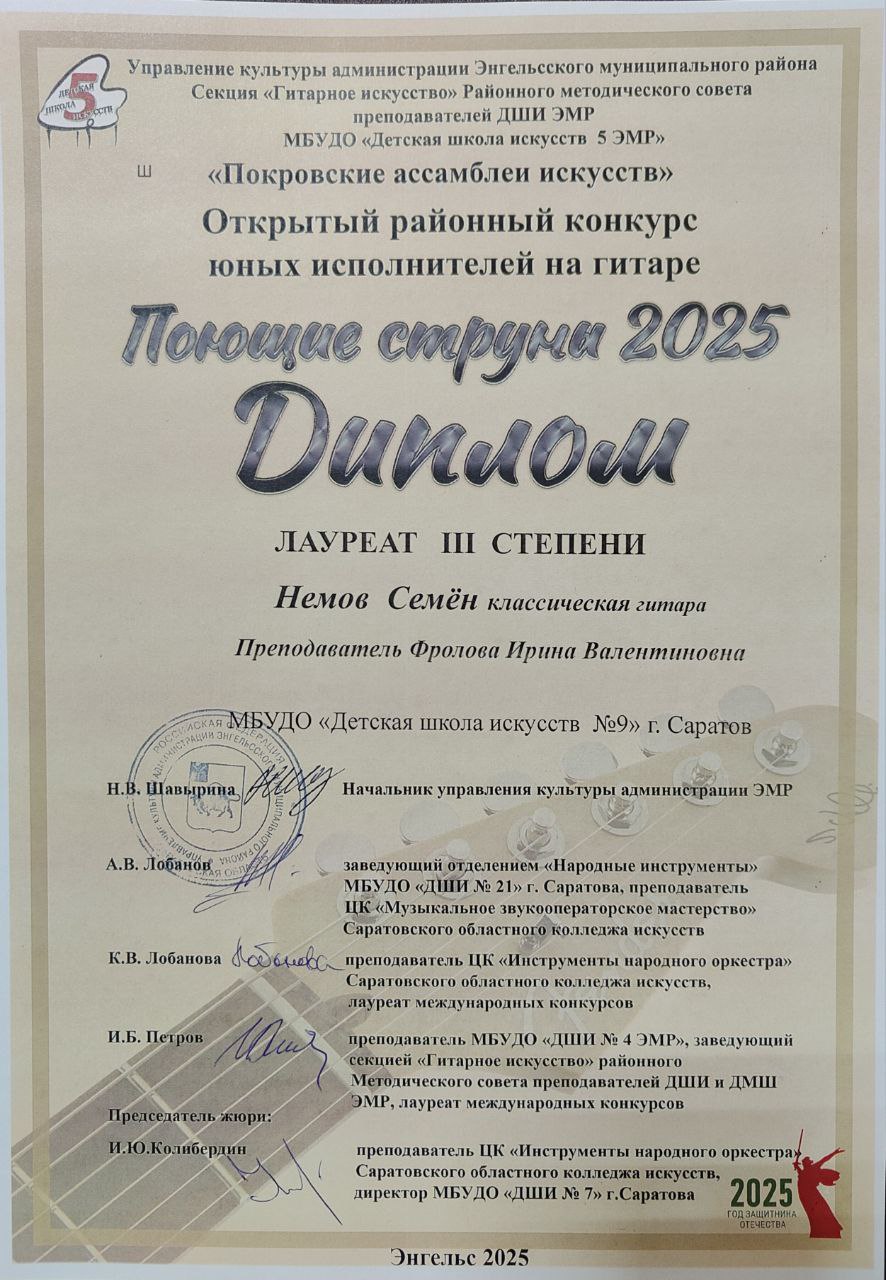 ДЕТСКАЯ
ШКОЛА 5 ИСКУССТВ
Управление культуры администрации Энгельсского муниципального района
Секция «Гитарное искусство» Районного методического совета
преподавателей ДШИ ЭМР
МБУДО «Детская школа искусств 5 ЭМР»
Ш
«Покровские ассамблеи искусств»
Открытый районный конкурс
юных исполнителей на гитаре
Поющие струны 2025
Диплом
ЛАУРЕАТ III СТЕПЕНИ
Немов Семён классическая гитара
Преподаватель Фролова Ирина Валентиновна
МБУДО «Детская школа искусств №9» г. Саратов
РОССИЙСКАЯ ФЕДЕРАЦИЯ
Н.В. Шавырина Начальник управления культуры администрации ЭМР
А.В. Лобанов заведующий отделением «Народные инструменты»
МБУДО «ДШИ № 21» г. Саратова, преподаватель
ЦК «Музыкальное звукооператорское мастерство»
Саратовского областного колледжа искусств
К.В. Лобанова Лобанова преподаватель ЦК «Инструменты народного оркестра»
Саратовского областного колледжа искусств,
лауреат международных конкурсов
И.Б. Петров преподаватель МБУДО «ДШИ № 4 ЭМР», заведующий
секцией «Гитарное искусство» районного
Методического совета преподавателей ДШИ и ДМШ
ЭМР, лауреат международных конкурсов
Председатель жюри:
И.Ю.Колибердин преподаватель ЦК «Инструменты народного оркестра»
Саратовского областного колледжа искусств,
директор МБУДО «ДШИ № 7» г.Саратова
2025
ГОД ЗАЩИТНИКА
ОТЕЧЕСТВА
Энгельс 2025